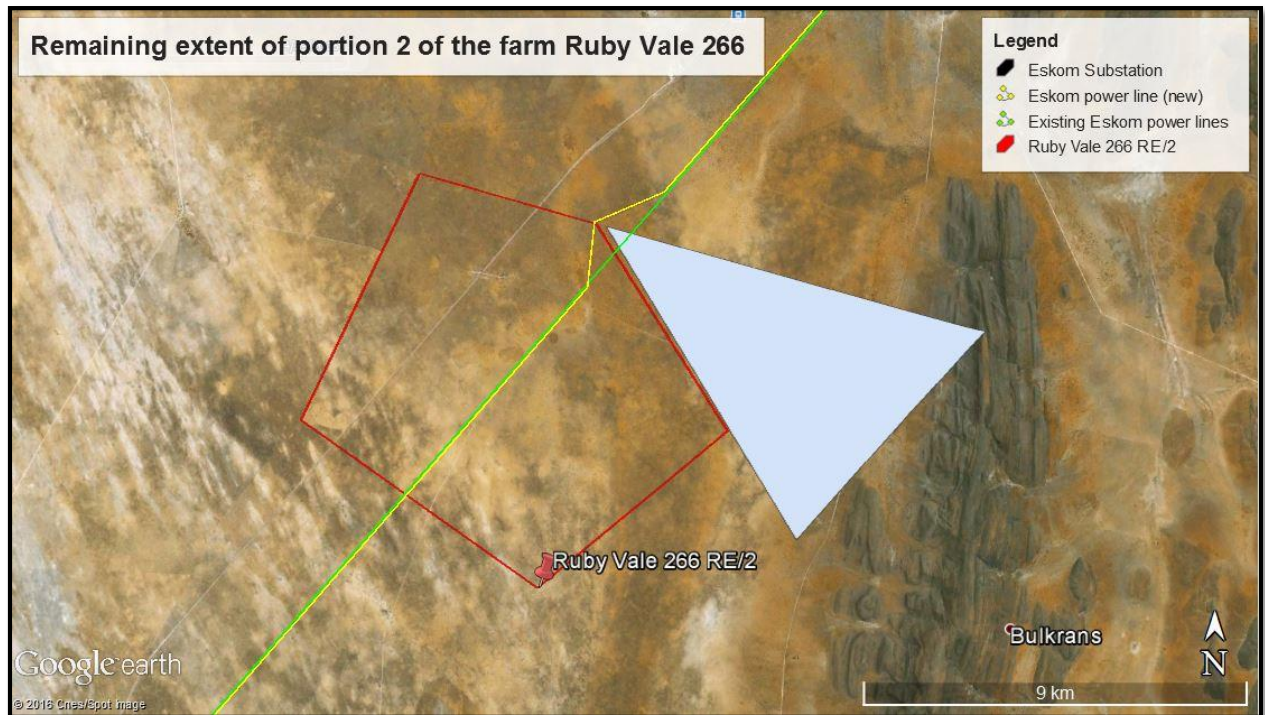 Remaining extent of portion 2 of the farm Ruby Vale 266
Legend
Eskom Substation
Eskom power line (new)
Existing Eskom power lines
Ruby Vale 266 RE/2
Ruby Vale 266 RE/2
Bulkrans
N
9 km
Google earth
© 2016 Cnes/Spot Image